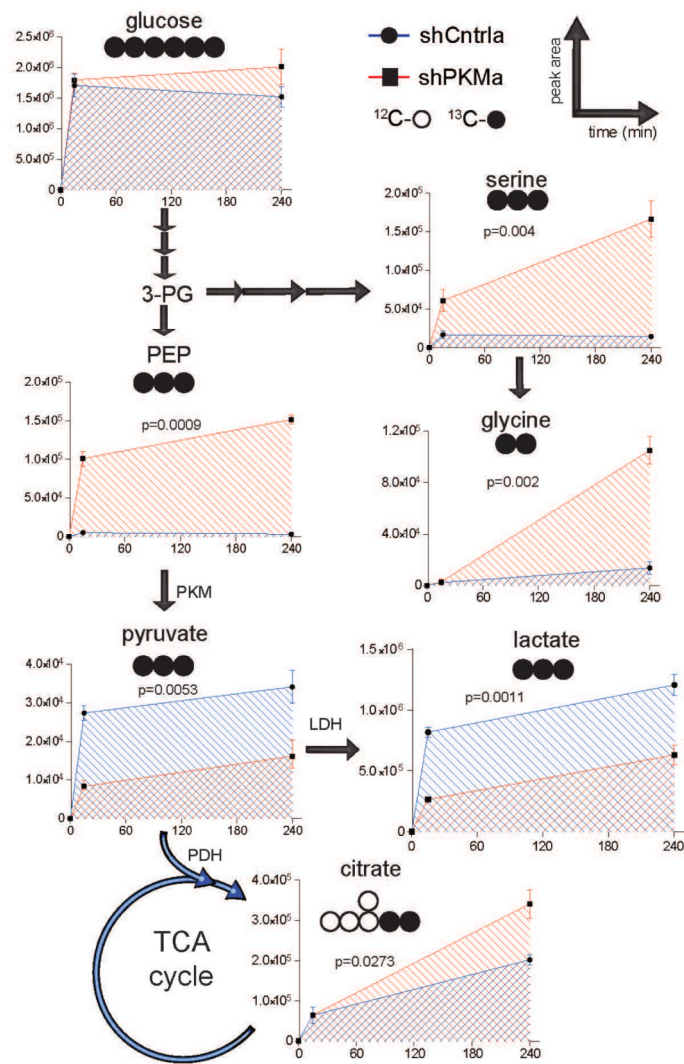 glucose
2.5x10⁶
2.0x10⁶
1.5x10⁶
1.0x10⁶
5.0x10⁵
0
0 60 120 180 240
shCntrla
shPKMa
¹²C- ¹³C-
peak area
time (min)
serine
p=0.004
2.0x10⁵
1.5x10⁵
1.0x10⁵
5.0x10⁴
0
0 60 120 180 240
3-PG
PEP
p=0.0009
2.0x10⁵
1.5x10⁵
1.0x10⁵
5.0x10⁴
0
0 60 120 180 240
glycine
p=0.002
1.2x10⁵
8.0x10⁴
4.0x10⁴
0
0 60 120 180 240
PKM
pyruvate
p=0.0053
4.0x10⁴
3.0x10⁴
2.0x10⁴
1.0x10⁴
0
0 60 120 180 240
LDH
lactate
p=0.0011
1.5x10⁶
1.0x10⁶
5.0x10⁵
0
0 60 120 180 240
PDH
TCA
cycle
citrate
p=0.0273
4.0x10⁵
3.0x10⁵
2.0x10⁵
1.0x10⁵
0
0 60 120 180 240